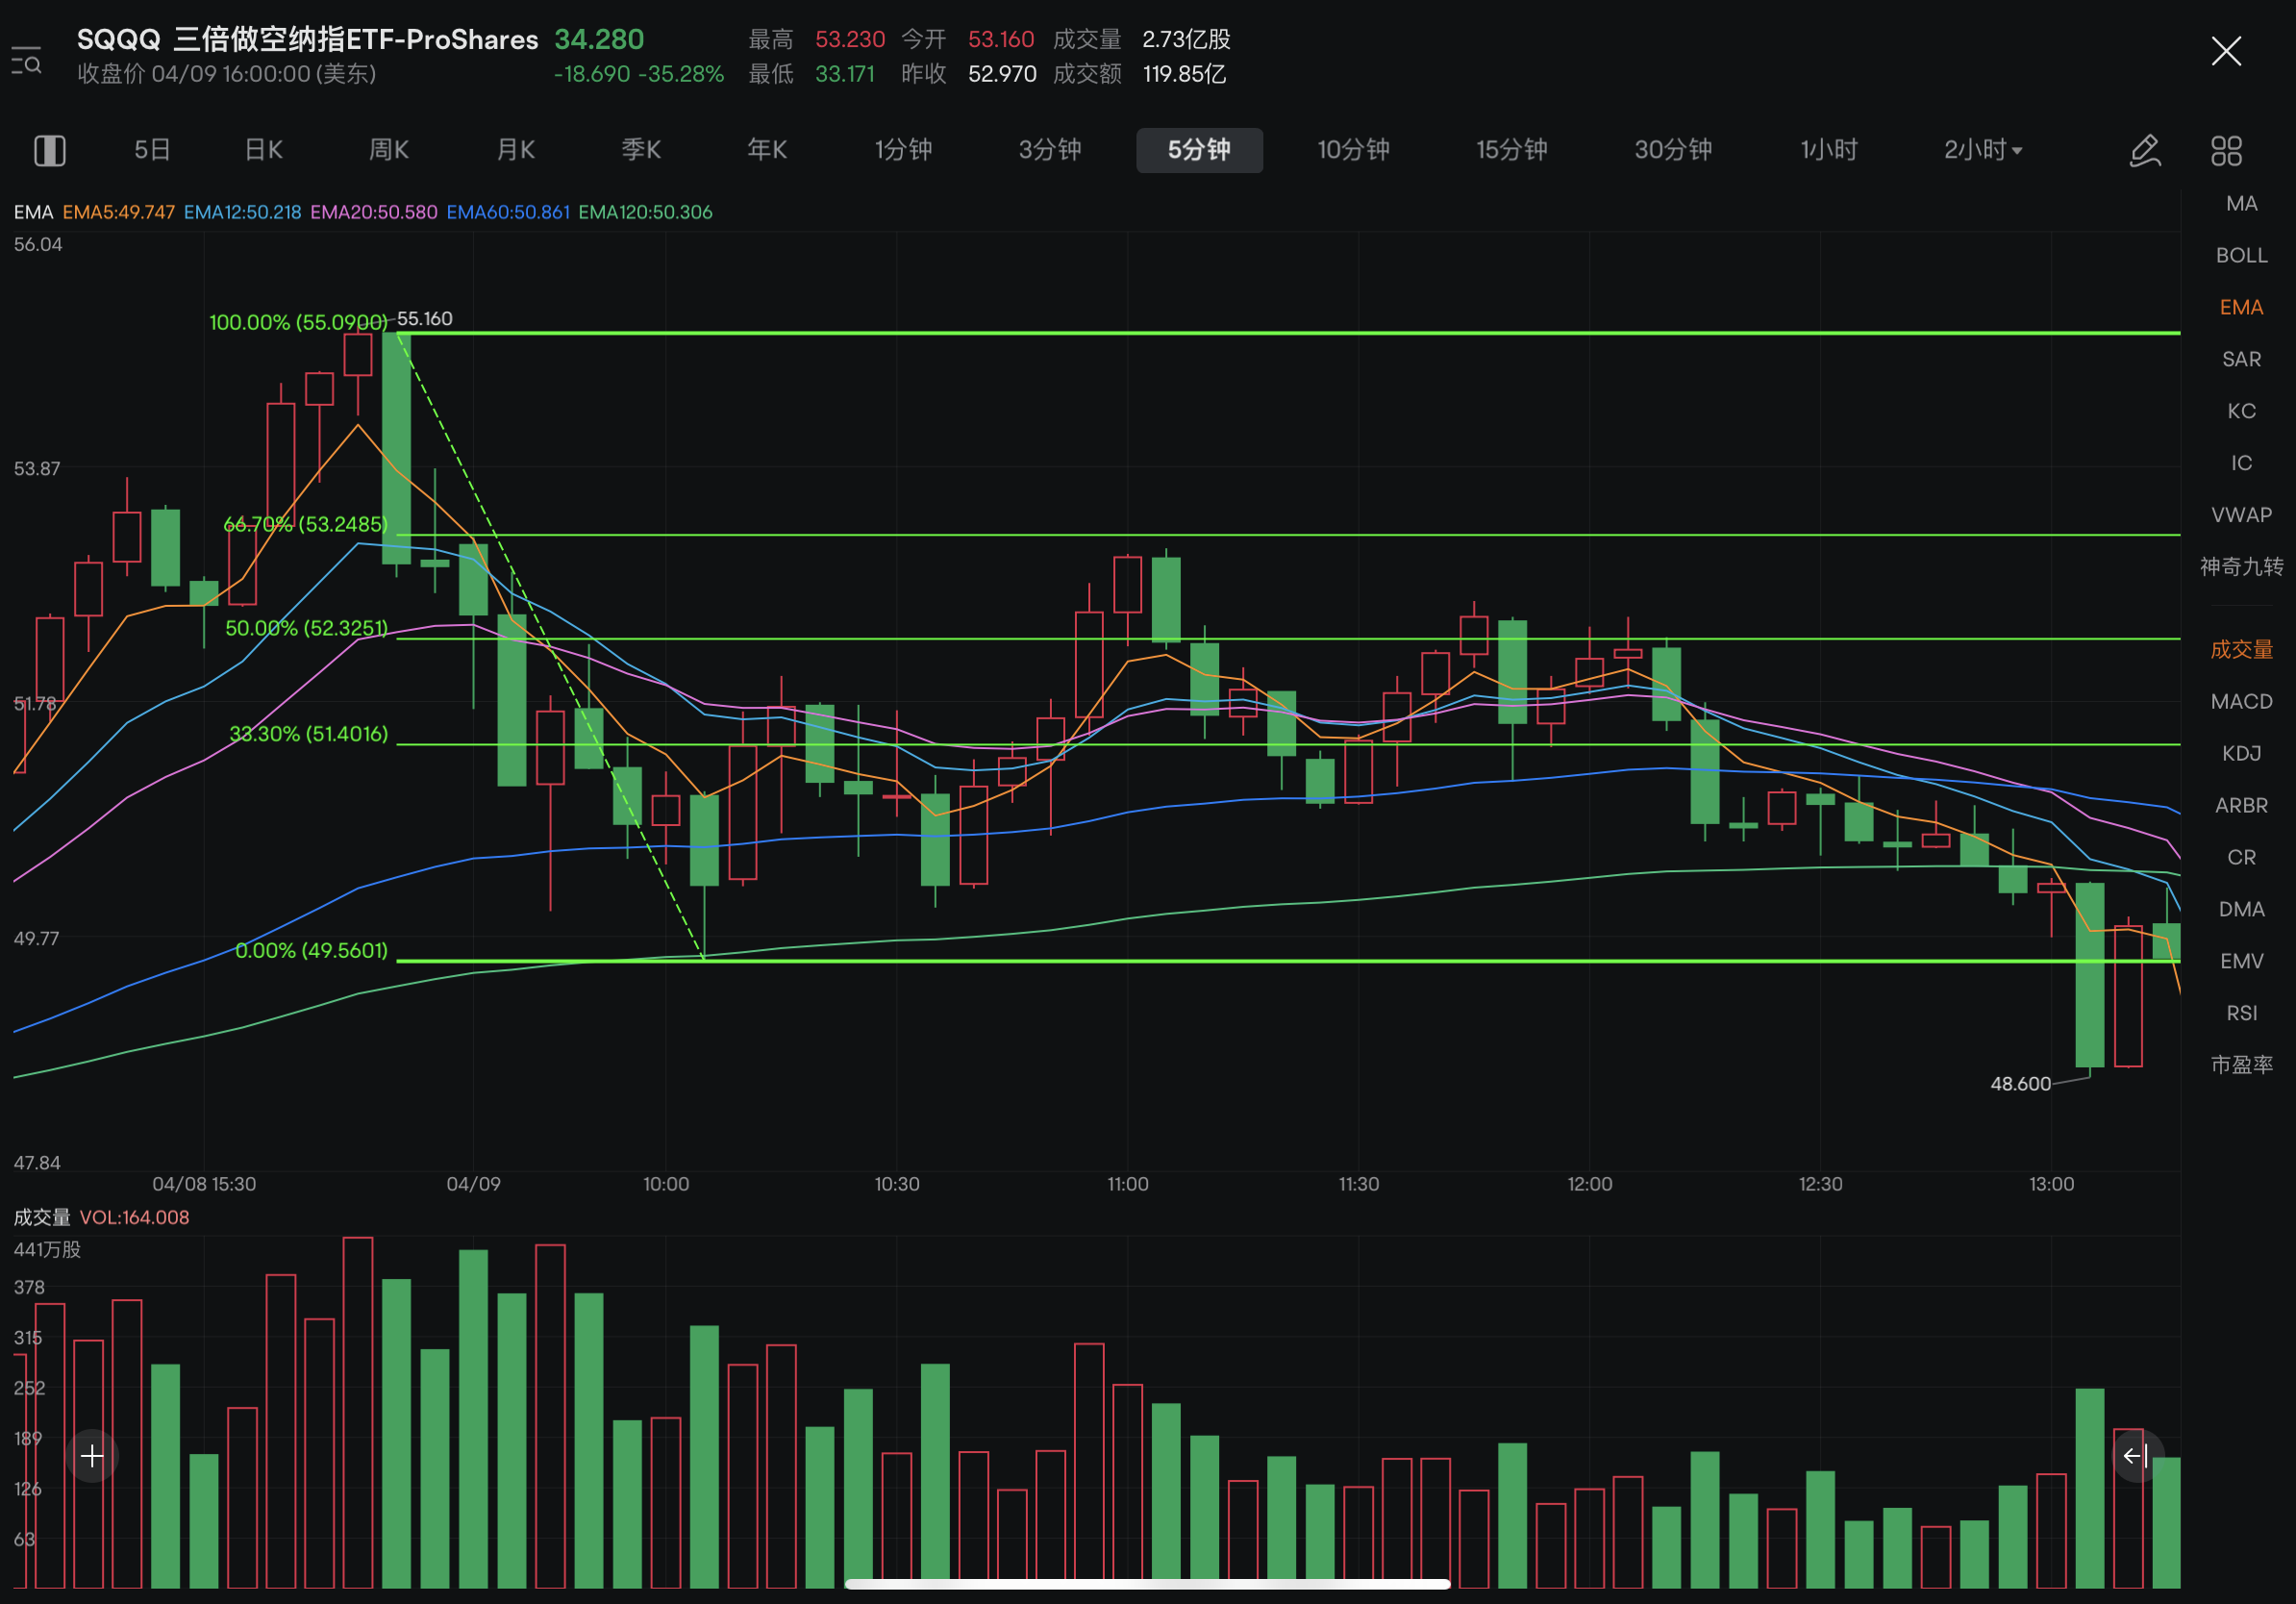 SQQQ 三倍做空纳指ETF-ProShares 34.280 最高 53.230 今开 53.160 成交量 2.73亿股
收盘价 04/09 16:00:00 (美东) -18.690 -35.28% 最低 33.171 昨收 52.970 成交额 119.85亿
5日 日K 周K 月K 季K 年K 1分钟 3分钟 5分钟 10分钟 15分钟 30分钟 1小时 2小时
EMA EMA5:49.747 EMA12:50.218 EMA20:50.580 EMA60:50.861 EMA120:50.306
56.04
100.00% (55.0900) 55.160
53.87
66.70% (53.2485)
50.00% (52.3251)
51.78
33.30% (51.4016)
49.77
0.00% (49.5601)
48.600
47.84
04/08 15:30 04/09 10:00 10:30 11:00 11:30 12:00 12:30 13:00
成交量 VOL:164.008
441万股
378
315
252
189
126
63
MA
BOLL
EMA
SAR
KC
IC
VWAP
神奇九转
成交量
MACD
KDJ
ARBR
CR
DMA
EMV
RSI
市盈率